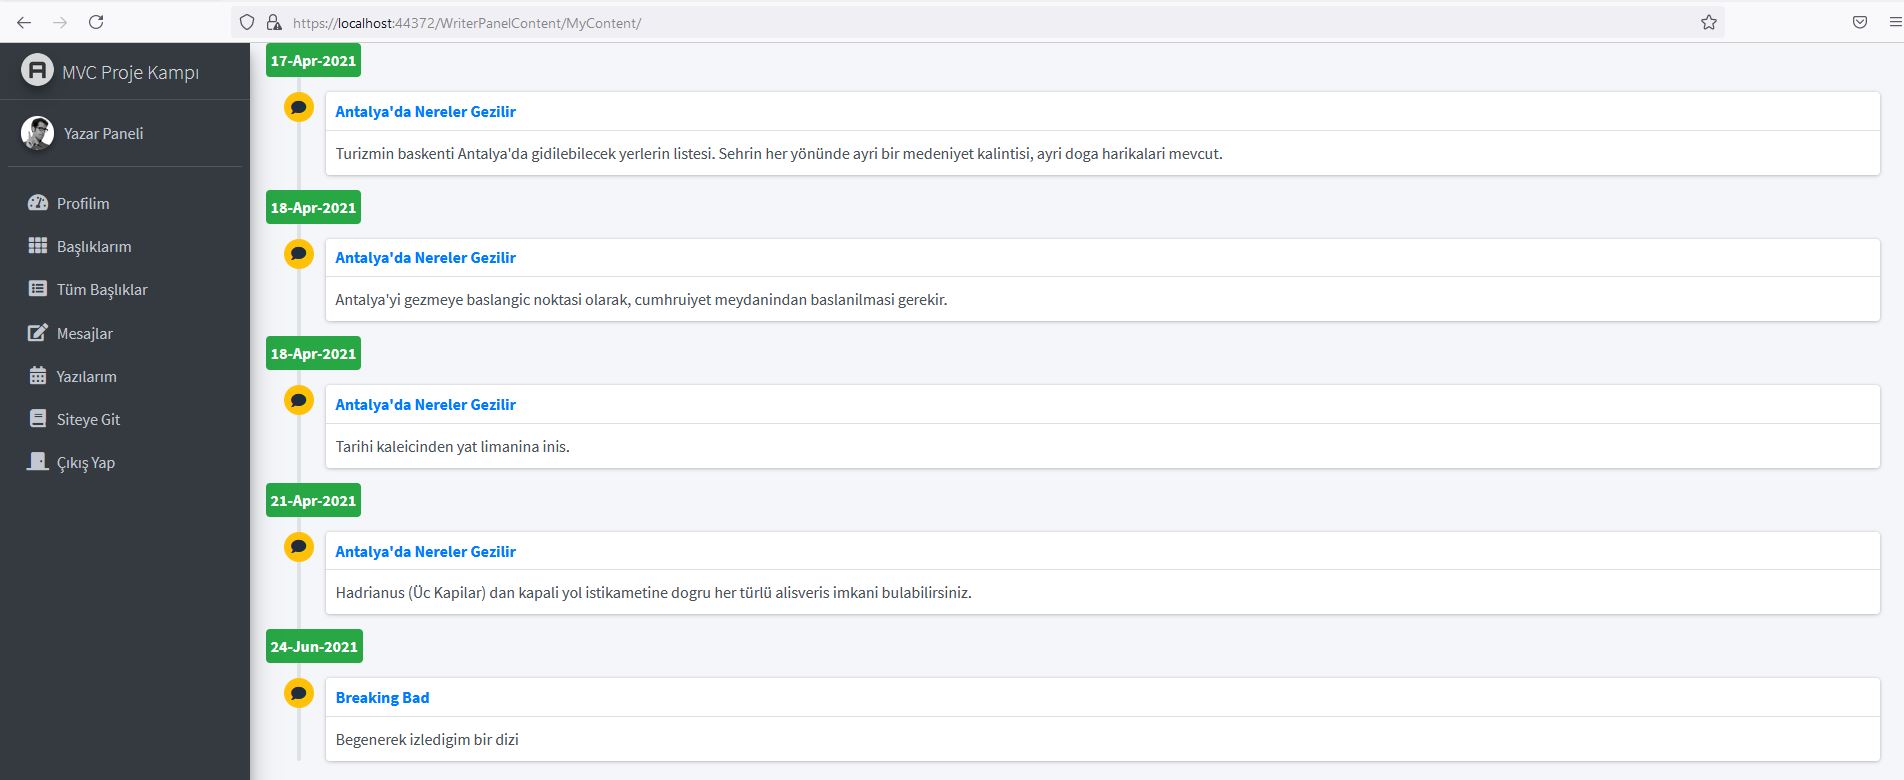 https://localhost:44372/WriterPanelContent/MyContent/
MVC Proje Kampı
Yazar Paneli
Profilim
Başlıklarım
Tüm Başlıklar
Mesajlar
Yazılarım
Siteye Git
Çıkış Yap
17-Apr-2021
Antalya'da Nereler Gezilir
Turizmin baskenti Antalya'da gidilebilecek yerlerin listesi. Sehrin her yönünde ayri bir medeniyet kalintisi, ayri doga harikalari mevcut.
18-Apr-2021
Antalya'da Nereler Gezilir
Antalya'yi gezmeye baslangic noktasi olarak, cumhruiyet meydanindan baslanilmasi gerekir.
18-Apr-2021
Antalya'da Nereler Gezilir
Tarihi kaleicinden yat limanina inis.
21-Apr-2021
Antalya'da Nereler Gezilir
Hadrianus (Üc Kapilar) dan kapali yol istikametine dogru her türlü alisveris imkani bulabilirsiniz.
24-Jun-2021
Breaking Bad
Begenerek izledigim bir dizi